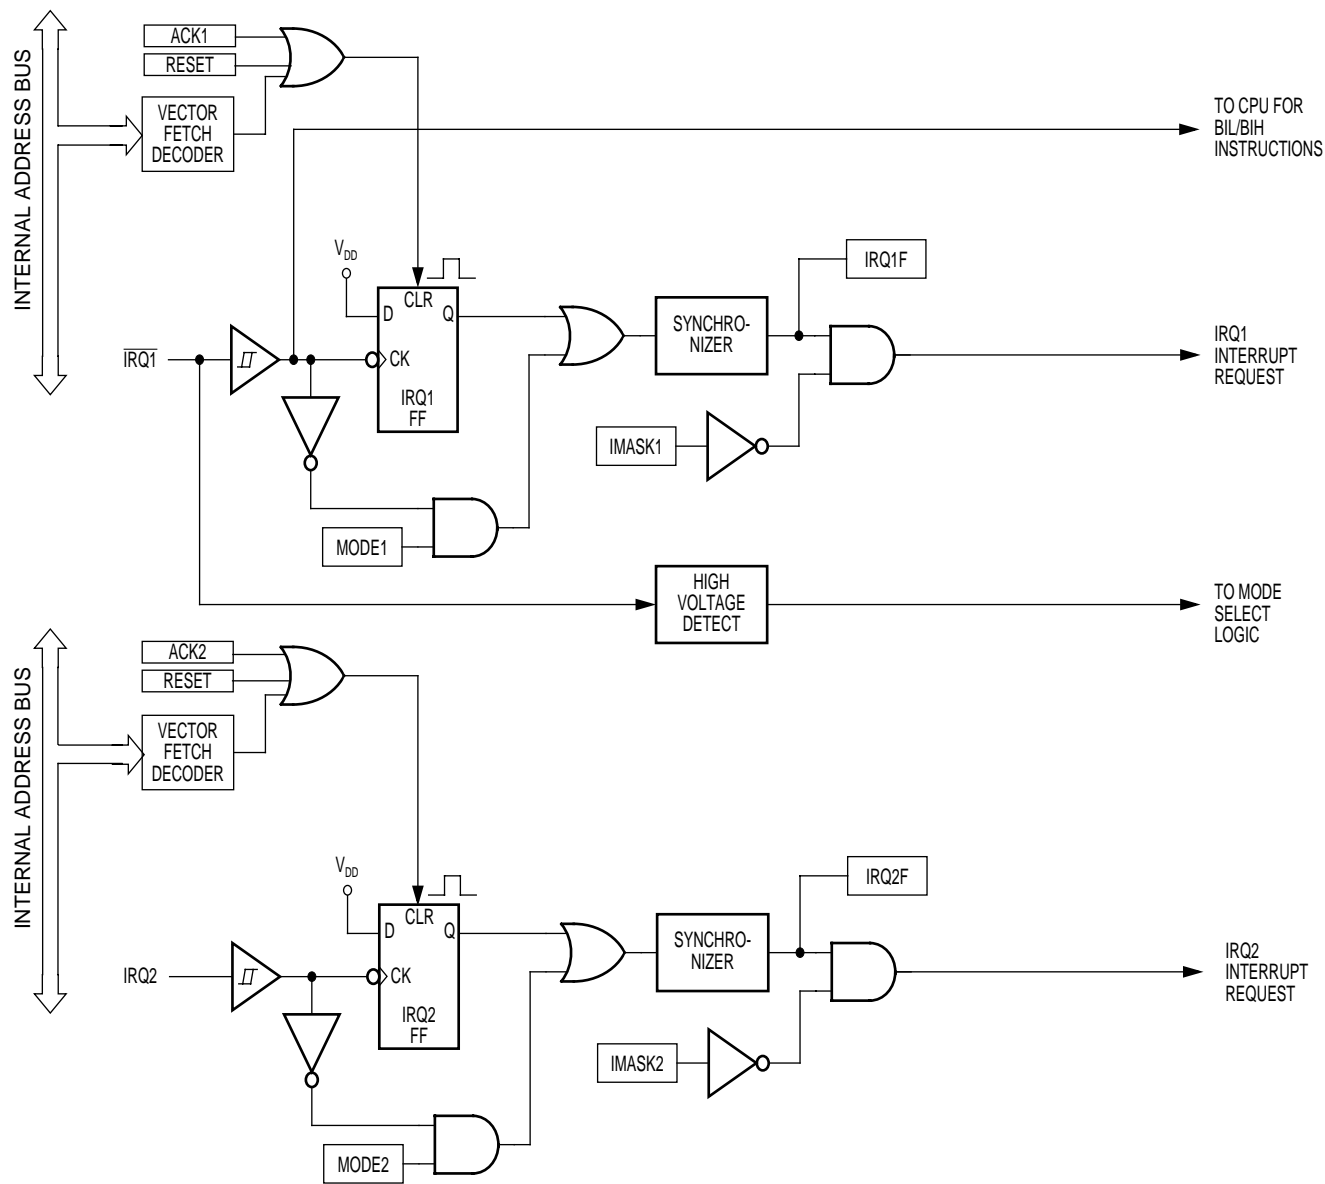 INTERNAL ADDRESS BUS
ACK1
RESET
VECTOR
FETCH
DECODER
TO CPU FOR
BIL/BIH
INSTRUCTIONS
VDD
CLR
D
Q
CK
IRQ1
FF
IRQ1
SYNCHRO-
NIZER
IRQ1F
IRQ1
INTERRUPT
REQUEST
IMASK1
MODE1
HIGH
VOLTAGE
DETECT
TO MODE
SELECT
LOGIC
INTERNAL ADDRESS BUS
ACK2
RESET
VECTOR
FETCH
DECODER
VDD
CLR
D
Q
CK
IRQ2
FF
IRQ2
SYNCHRO-
NIZER
IRQ2F
IRQ2
INTERRUPT
REQUEST
IMASK2
MODE2